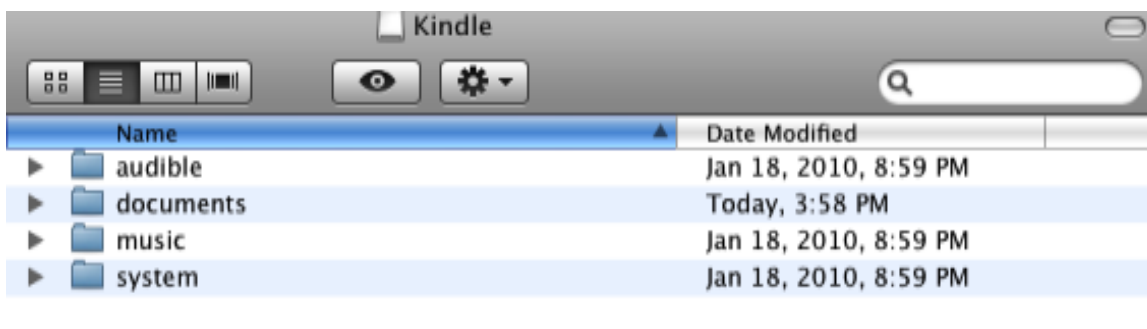 Kindle
Name Date Modified
audible Jan 18, 2010, 8:59 PM
documents Today, 3:58 PM
music Jan 18, 2010, 8:59 PM
system Jan 18, 2010, 8:59 PM